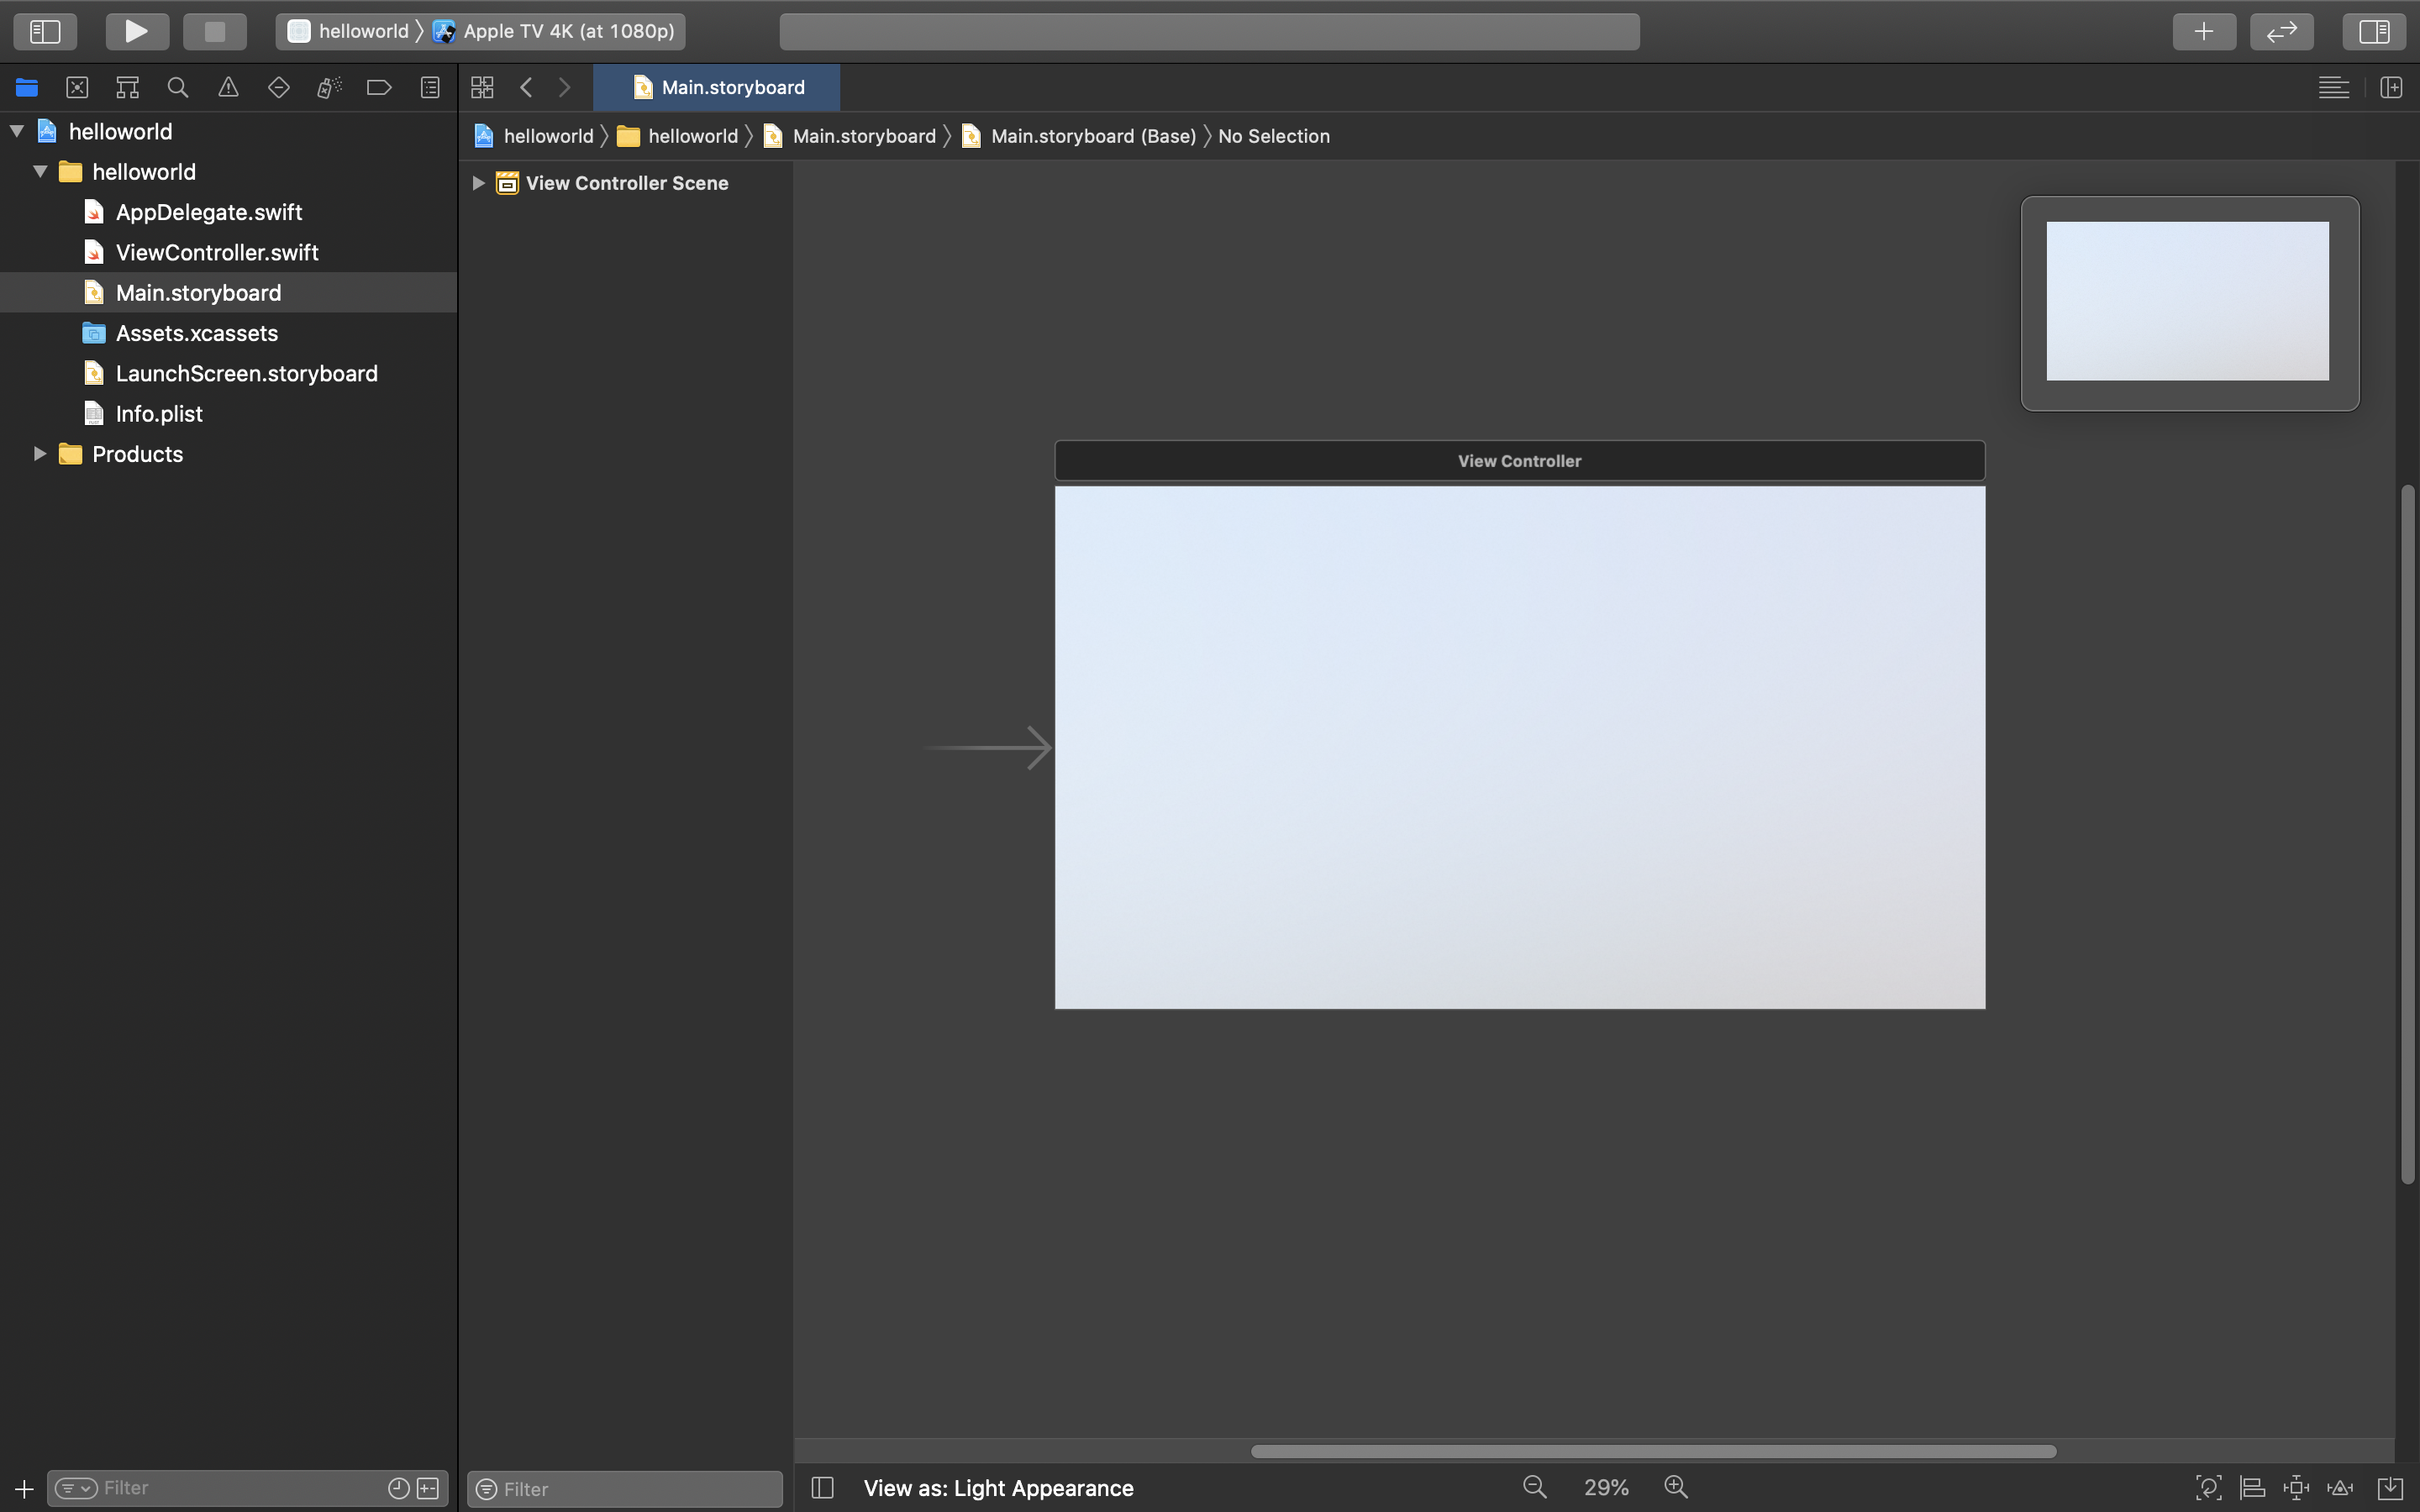 helloworld 〉 Apple TV 4K (at 1080p)
Main.storyboard
helloworld 〉 helloworld 〉 Main.storyboard 〉 Main.storyboard (Base) 〉 No Selection
helloworld
helloworld
AppDelegate.swift
ViewController.swift
Main.storyboard
Assets.xcassets
LaunchScreen.storyboard
Info.plist
Products
View Controller Scene
View Controller
Filter
Filter
View as: Light Appearance
29%